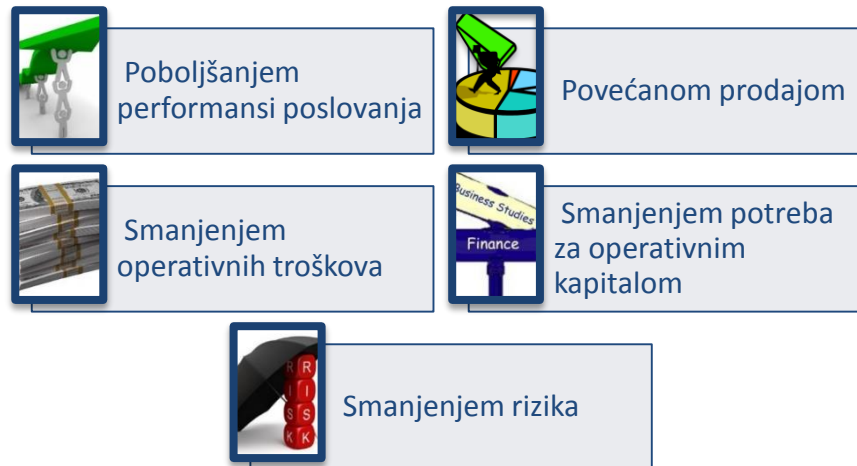 Poboljšanjem
performansi poslovanja
Povećanom prodajom
Smanjenjem
operativnih troškova
Business Studies
Finance
Smanjenjem potreba
za operativnim
kapitalom
R R
I I
S S
K K
Smanjenjem rizika